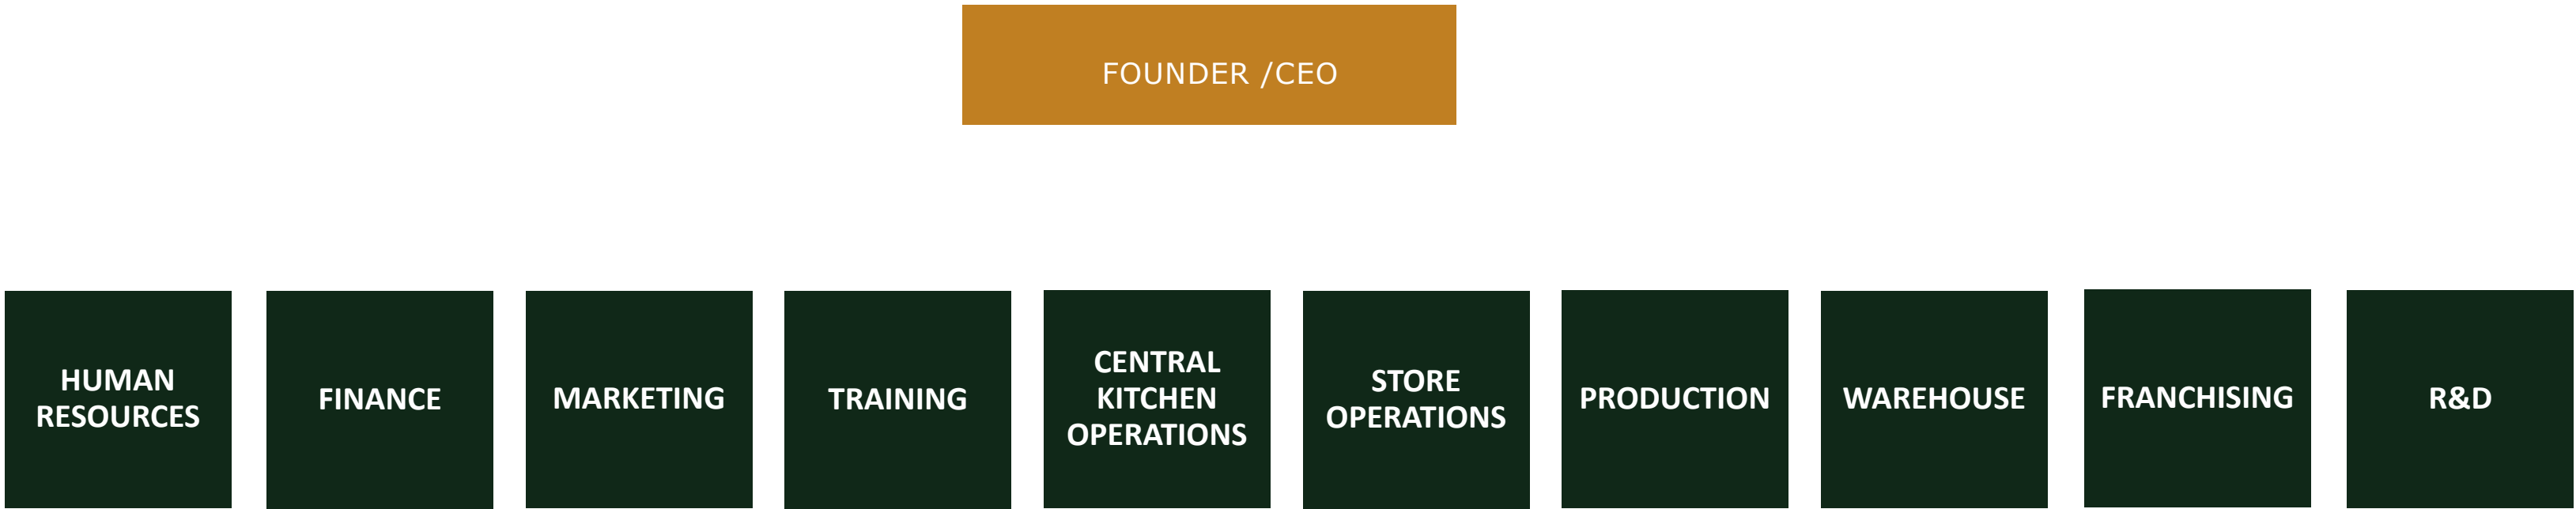 FOUNDER /CEO
HUMAN
RESOURCES
FINANCE
MARKETING
TRAINING
CENTRAL
KITCHEN
OPERATIONS
STORE
OPERATIONS
PRODUCTION
WAREHOUSE
FRANCHISING
R&D